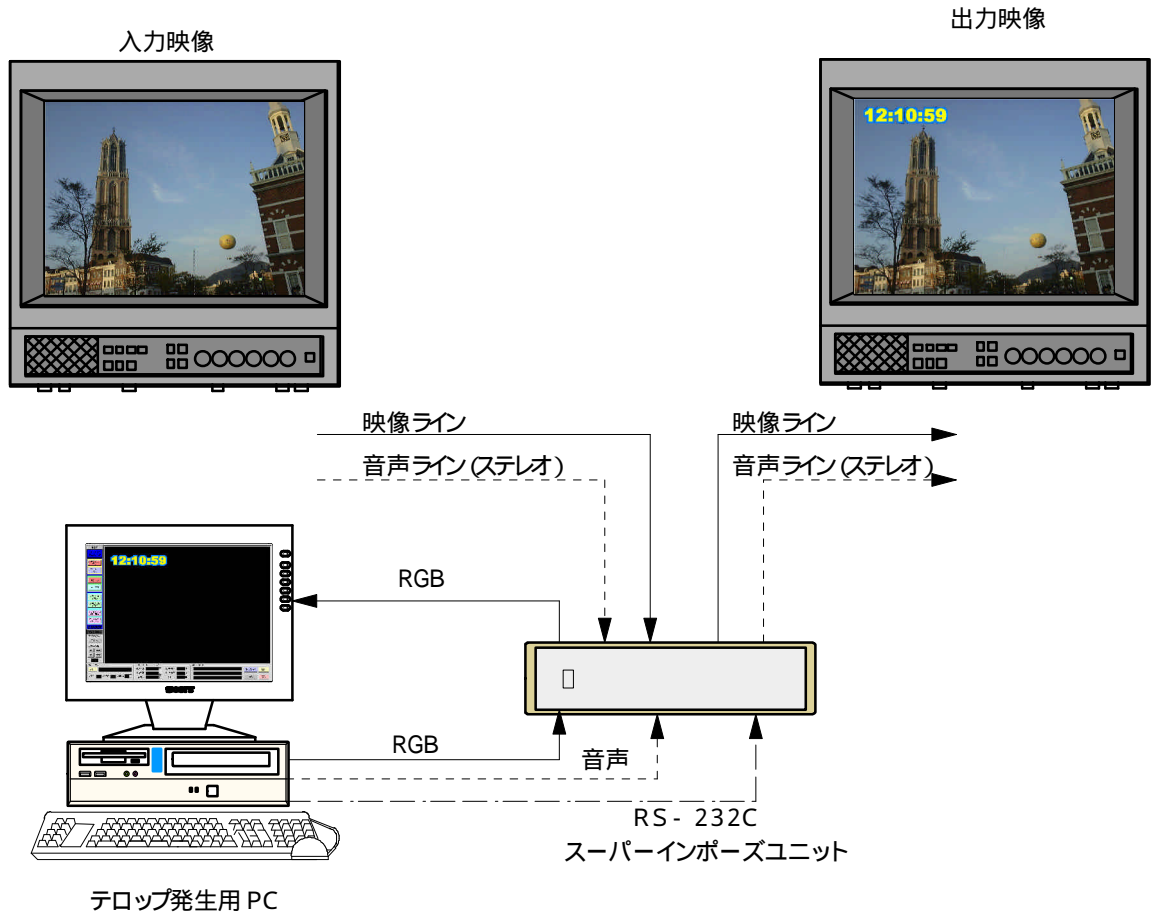 入力映像
出力映像
12:10:59
映像ライン
音声ライン(ステレオ)
映像ライン
音声ライン(ステレオ)
12:10:59
RGB
RGB
音声
RS- 232C
スーパーインポーズユニット
テロップ発生用 PC